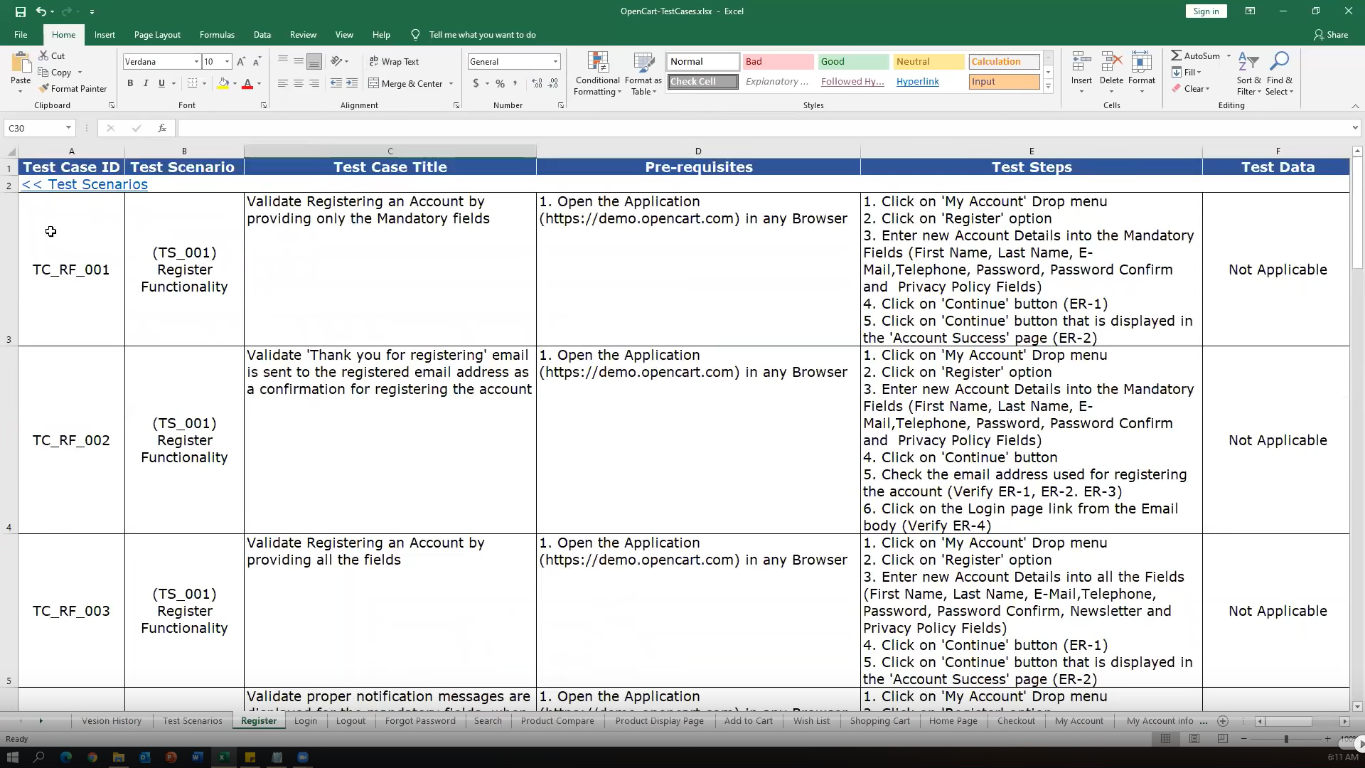 OpenCart-TestCases.xlsx - Excel
Sign in
File Home Insert Page Layout Formulas Data Review View Help Tell me what you want to do
Share
Paste
Cut
Copy
Format Painter
Clipboard
Verdana 10
B I U
Font
Wrap Text
Merge & Center
Alignment
General
$ % ,
Number
Conditional Formatting
Format as Table
Normal Bad Good Neutral Calculation
Check Cell Explanatory ... Followed Hy... Hyperlink Input
Styles
Insert Delete Format
Cells
AutoSum
Fill
Clear
Sort & Filter
Find & Select
Editing
C30
fx
A B C D E F
1 Test Case ID Test Scenario Test Case Title Pre-requisites Test Steps Test Data
2 << Test Scenarios
3
TC_RF_001
(TS_001)
Register
Functionality
Validate Registering an Account by
providing only the Mandatory fields
1. Open the Application
(https://demo.opencart.com) in any Browser
1. Click on 'My Account' Drop menu
2. Click on 'Register' option
3. Enter new Account Details into the Mandatory
Fields (First Name, Last Name, E-
Mail,Telephone, Password, Password Confirm
and  Privacy Policy Fields)
4. Click on 'Continue' button (ER-1)
5. Click on 'Continue' button that is displayed in
the 'Account Success' page (ER-2)
Not Applicable
4
TC_RF_002
(TS_001)
Register
Functionality
Validate 'Thank you for registering' email
is sent to the registered email address as
a confirmation for registering the account
1. Open the Application
(https://demo.opencart.com) in any Browser
1. Click on 'My Account' Drop menu
2. Click on 'Register' option
3. Enter new Account Details into the Mandatory
Fields (First Name, Last Name, E-
Mail,Telephone, Password, Password Confirm
and  Privacy Policy Fields)
4. Click on 'Continue' button
5. Check the email address used for registering
the account (Verify ER-1, ER-2. ER-3)
6. Click on the Login page link from the Email
body (Verify ER-4)
Not Applicable
5
TC_RF_003
(TS_001)
Register
Functionality
Validate Registering an Account by
providing all the fields
1. Open the Application
(https://demo.opencart.com) in any Browser
1. Click on 'My Account' Drop menu
2. Click on 'Register' option
3. Enter new Account Details into all the Fields
(First Name, Last Name, E-Mail,Telephone,
Password, Password Confirm, Newsletter and
Privacy Policy Fields)
4. Click on 'Continue' button (ER-1)
5. Click on 'Continue' button that is displayed in
the 'Account Success' page (ER-2)
Not Applicable
Validate proper notification messages are
displayed for the mandatory fields, when
1. Open the Application
(https://demo.opencart.com) in any Browser
1. Click on 'My Account' Drop menu
2. Click on 'Register' option
Vesion History Test Scenarios Register Login Logout Forgot Password Search Product Compare Product Display Page Add to Cart Wish List Shopping Cart Home Page Checkout My Account My Account info ...
Ready
6:11 AM